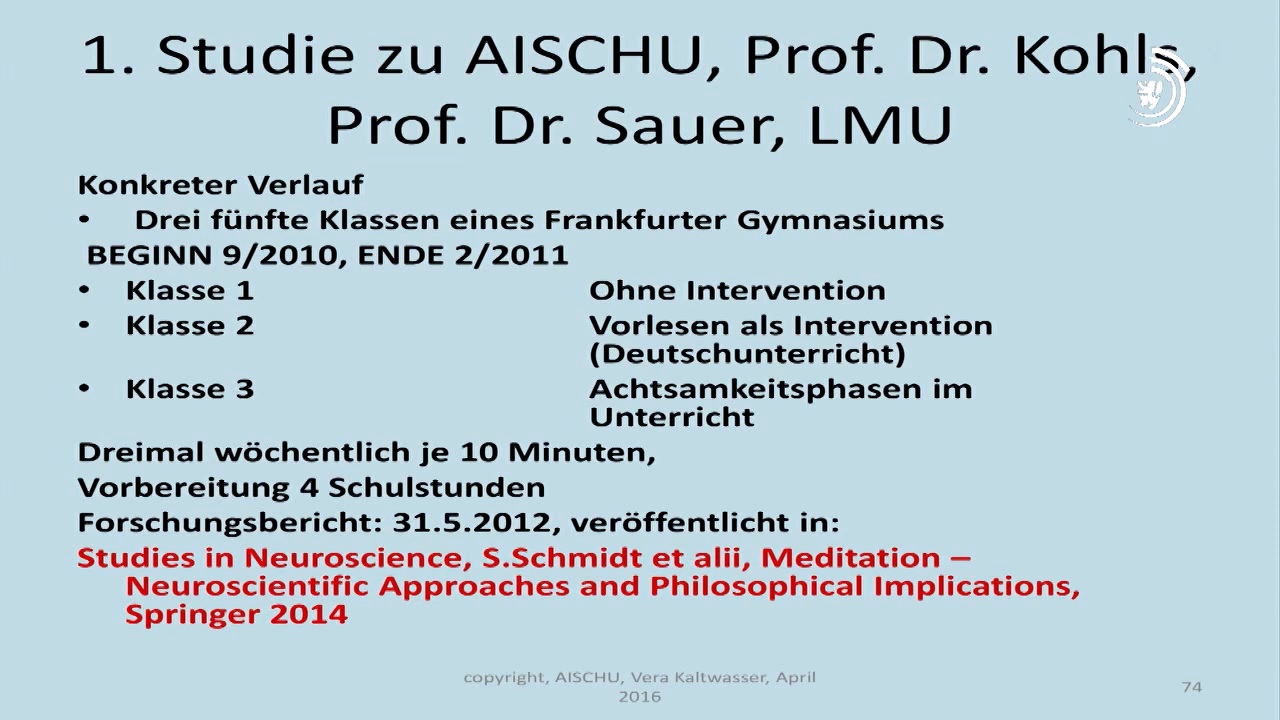 1. Studie zu AISCHU, Prof. Dr. Kohls,
Prof. Dr. Sauer, LMU
Konkreter Verlauf
• Drei fünfte Klassen eines Frankfurter Gymnasiums
BEGINN 9/2010, ENDE 2/2011
• Klasse 1 Ohne Intervention
• Klasse 2 Vorlesen als Intervention
(Deutschunterricht)
• Klasse 3 Achtsamkeitsphasen im
Unterricht
Dreimal wöchentlich je 10 Minuten,
Vorbereitung 4 Schulstunden
Forschungsbericht: 31.5.2012, veröffentlicht in:
Studies in Neuroscience, S.Schmidt et alii, Meditation –
Neuroscientific Approaches and Philosophical Implications,
Springer 2014
copyright, AISCHU, Vera Kaltwasser, April
2016
74